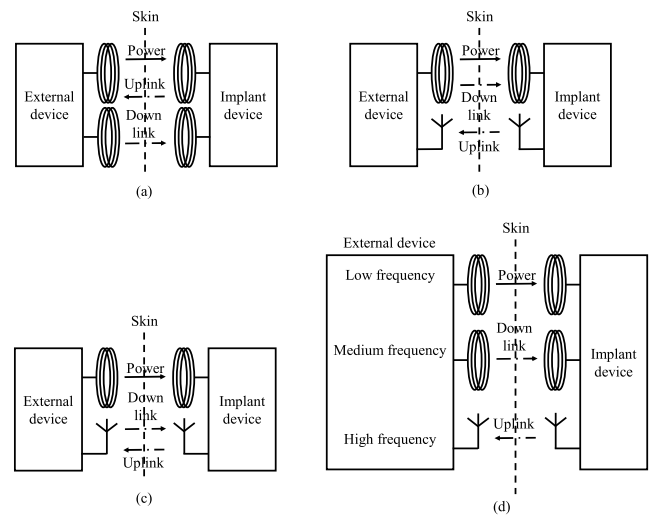 Skin
Power
Uplink
External
device
Implant
device
Down
link
(a)
Skin
Power
External
device
Implant
device
Down
link
Uplink
(b)
Skin
Power
External
device
Down
link
Implant
device
Uplink
(c)
Skin
External device
Low frequency
Power
Down
link
Medium frequency
Implant
device
Uplink
High frequency
(d)